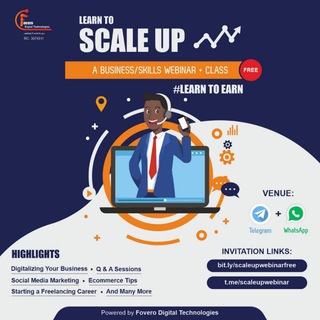 LEARN TO
SCALE UP
A BUSINESS/SKILLS WEBINAR + CLASS
FREE
#LEARN TO EARN
VENUE:
Telegram
+
WhatsApp
HIGHLIGHTS
Digitalizing Your Business • Q & A Sessions
Social Media Marketing • Ecommerce Tips
Starting a Freelancing Career • And Many More
INVITATION LINKS:
bit.ly/scaleupwebinarfree
t.me/scaleupwebinar
Powered by Fovero Digital Technologies